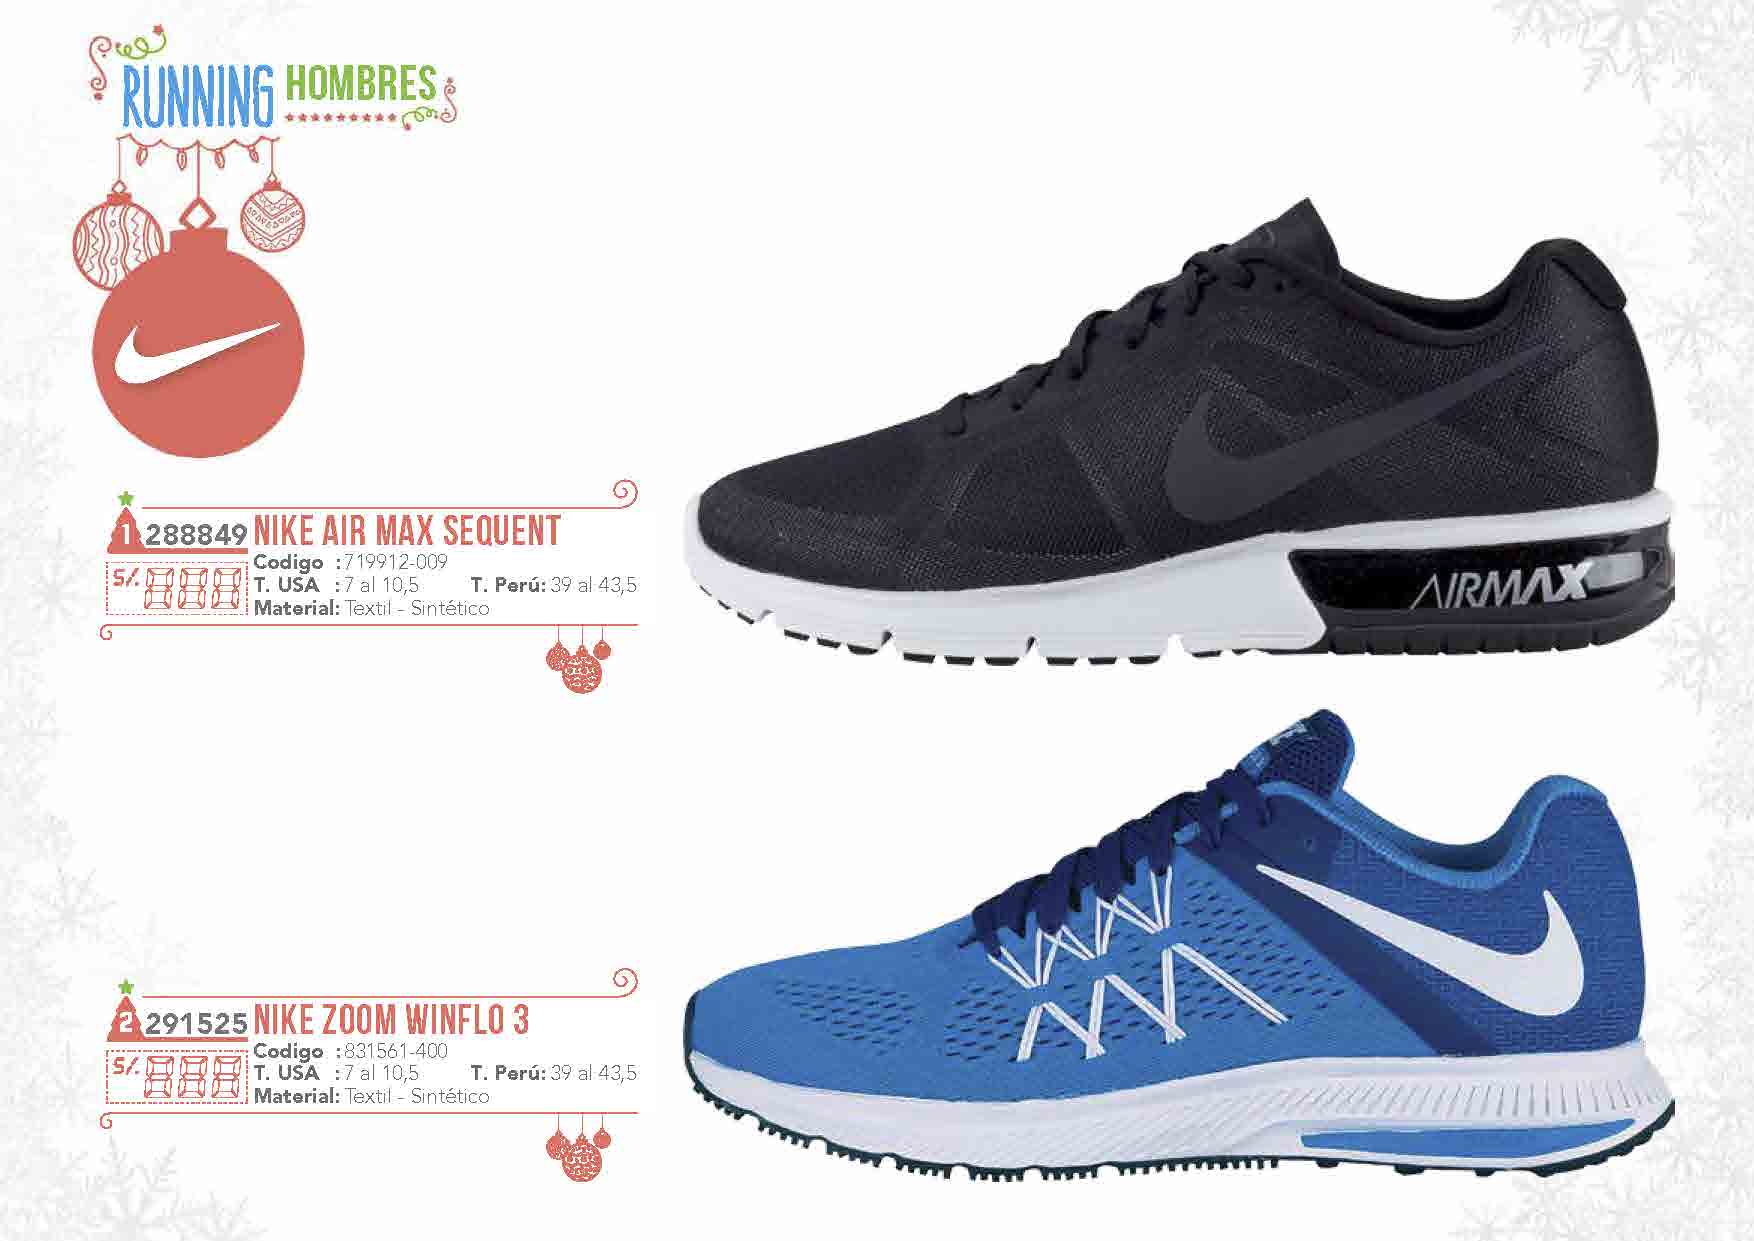 RUNNING HOMBRES
1 288849 NIKE AIR MAX SEQUENT
Codigo : 719912-009
S/. 888
T. USA : 7 al 10,5 T. Perú: 39 al 43,5
Material: Textil - Sintético
AIRMAX
2 291525 NIKE ZOOM WINFLO 3
Codigo : 831561-400
S/. 888
T. USA : 7 al 10,5 T. Perú: 39 al 43,5
Material: Textil - Sintético